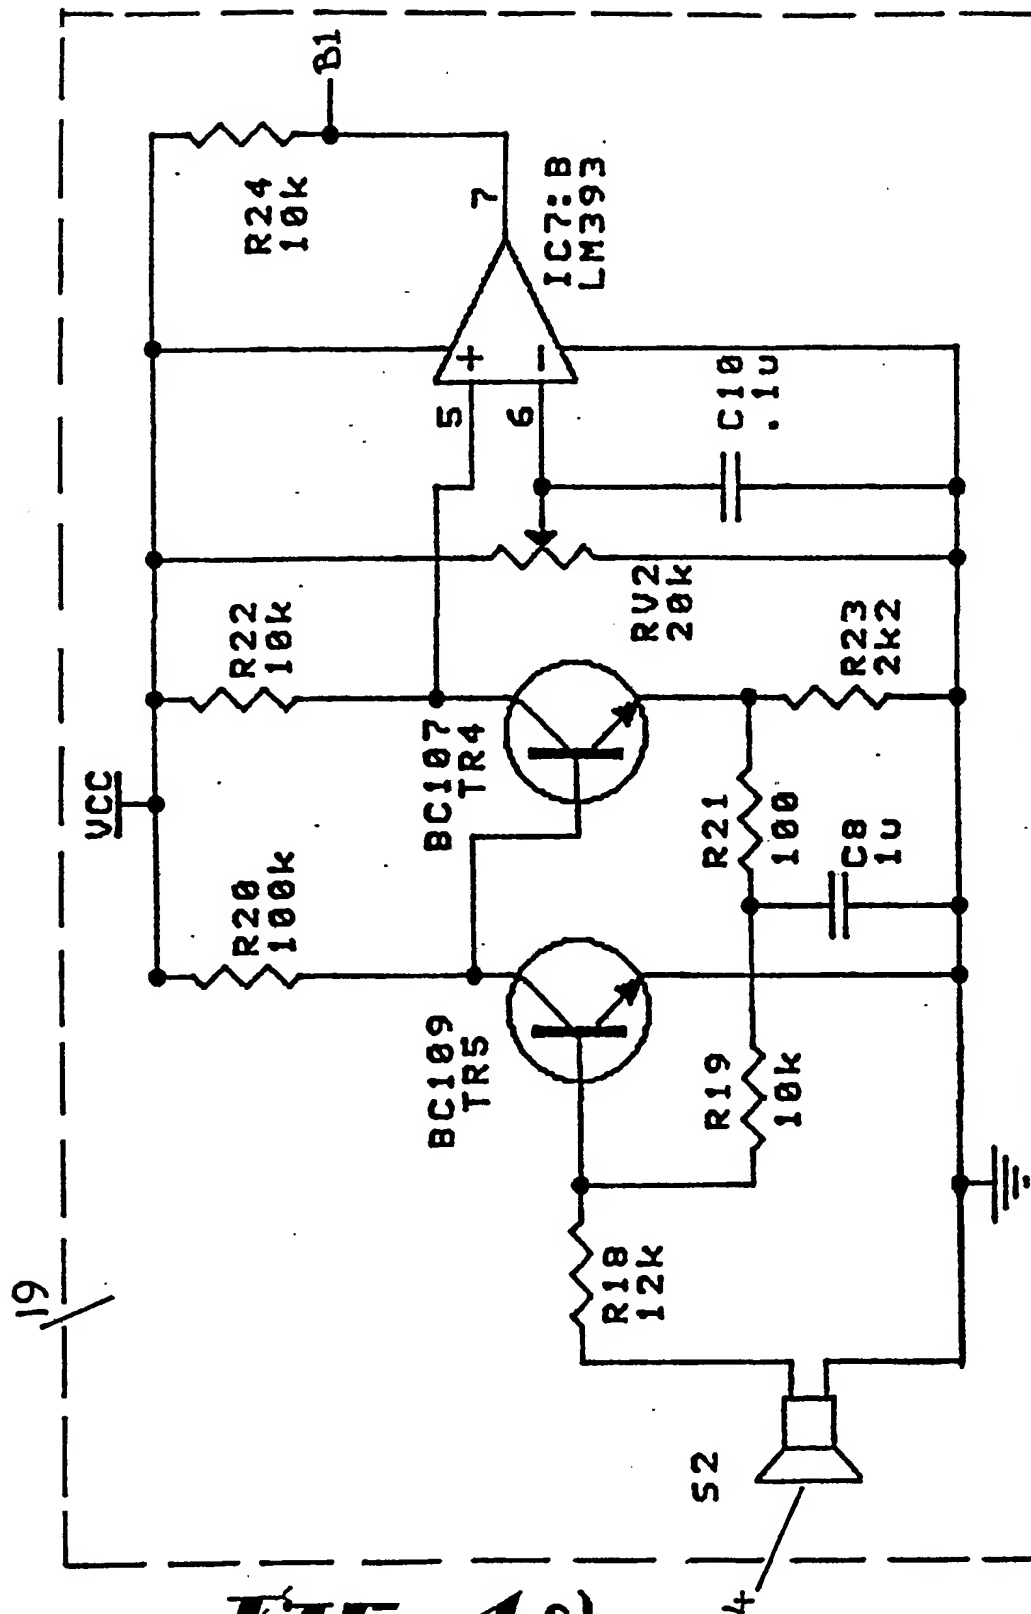 19
VCC
B1
R20
100k
R22
10k
R24
10k
BC109
TR5
BC107
TR4
5
6
+
-
7
IC7:B
LM393
R18
12k
R19
10k
R21
100
C8
1u
RV2
20k
R23
2k2
C10
.1u
S2
4